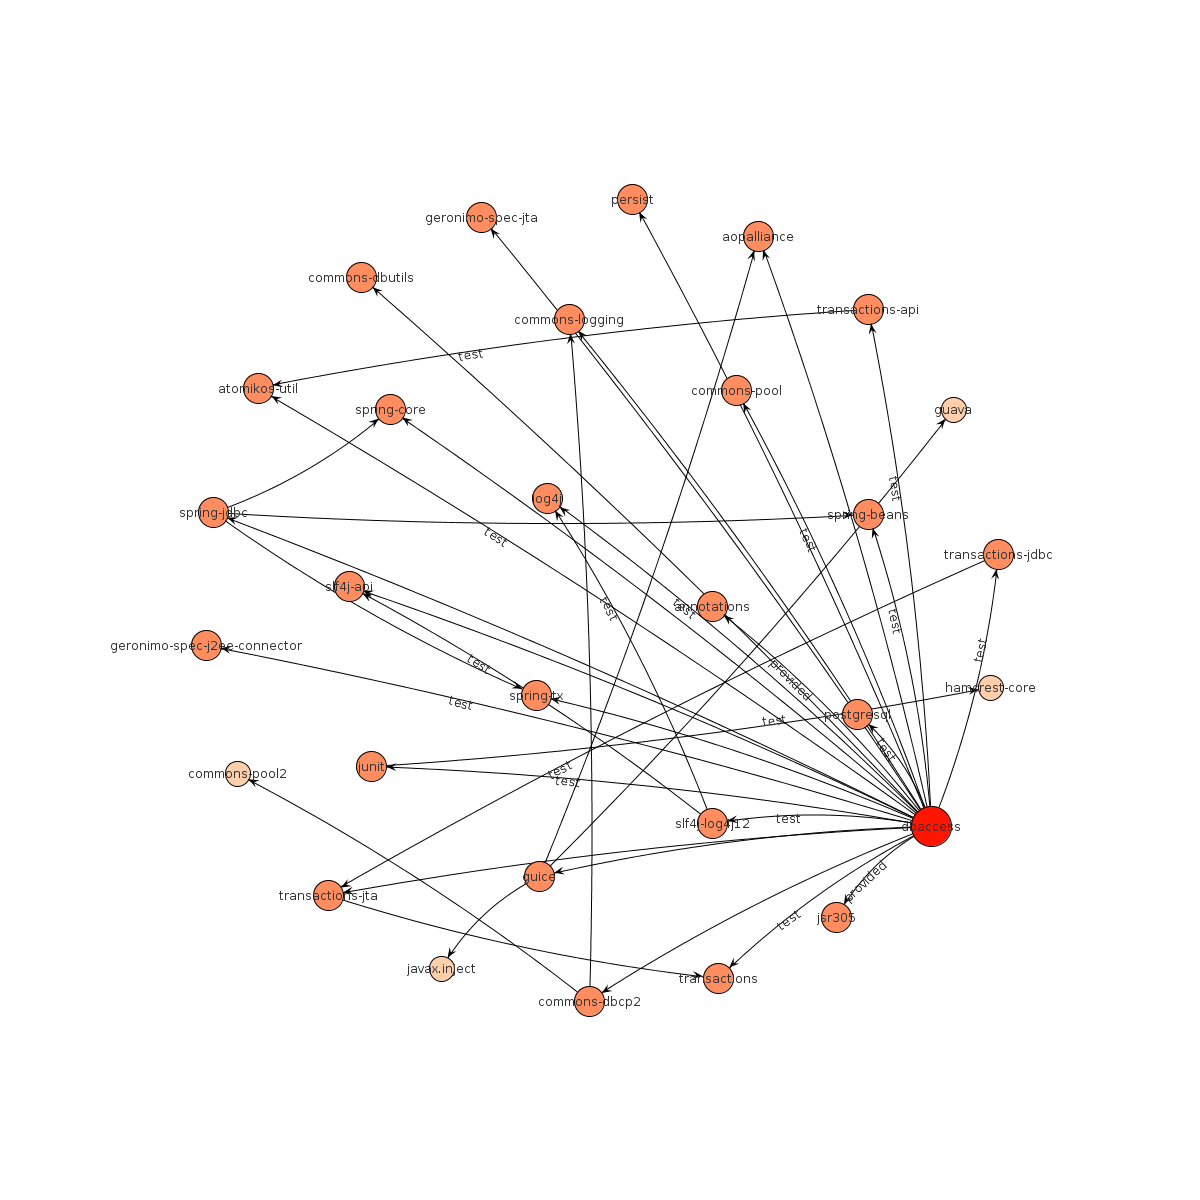 persist
geronimo-spec-jta
aopalliance
commons-dbutils
transactions-api
commons-logging
test
atomikos-util
commons-pool
spring-core
guava
test
log4j
spring-jdbc
spring-beans
test
test
transactions-jdbc
slf4j-api
test
test
annotations
test
geronimo-spec-j2ee-connector
test
test
provided
hamcrest-core
spring-tx
test
postgresql
test
test
junit
test
commons-pool2
test
test
slf4j-log4j12
dbaccess
guice
provided
transactions-jta
jsr305
test
javax.inject
transactions
commons-dbcp2